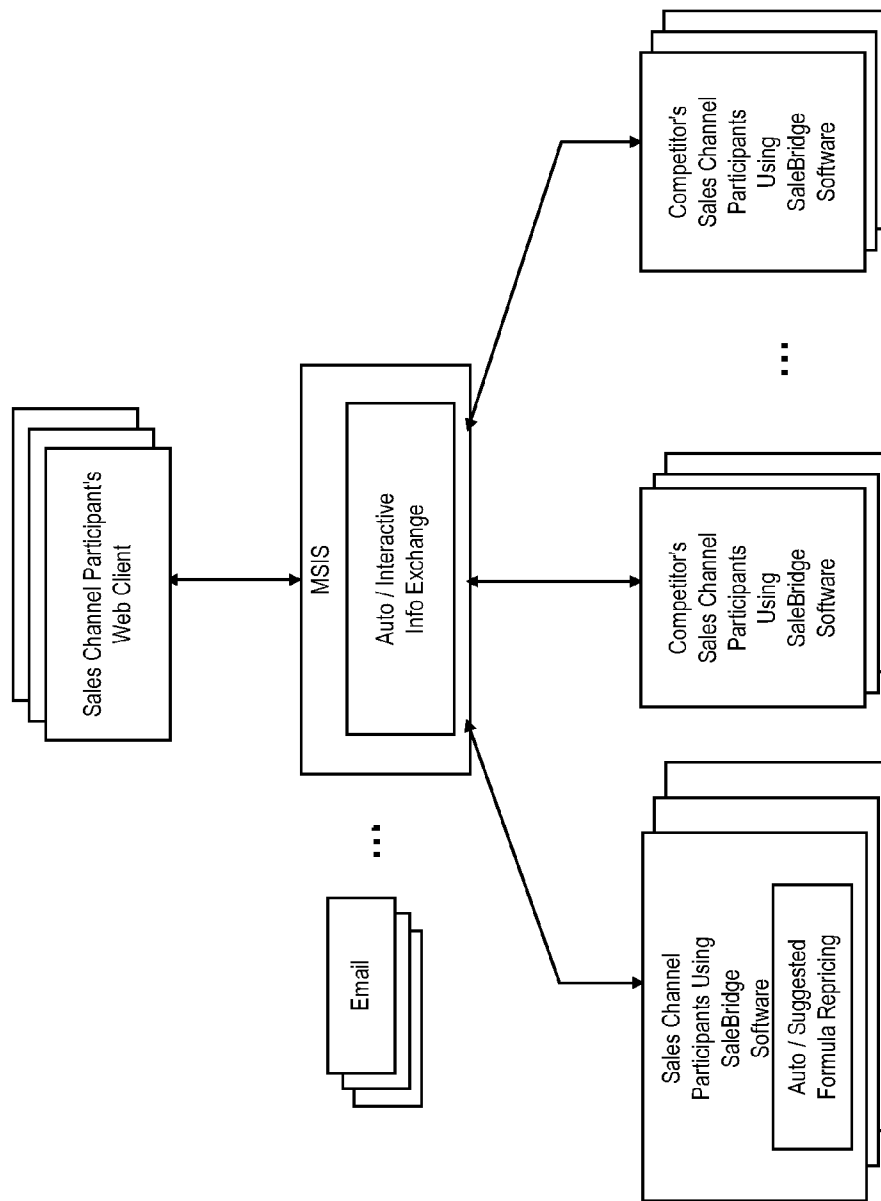 Sales Channel Participant's
Web Client
Email
...
MSIS
Auto / Interactive
Info Exchange
Sales Channel
Participants Using
SaleBridge
Software
Auto / Suggested
Formula Repricing
Competitor's
Sales Channel
Participants
Using
SaleBridge
Software
...
Competitor's
Sales Channel
Participants
Using
SaleBridge
Software